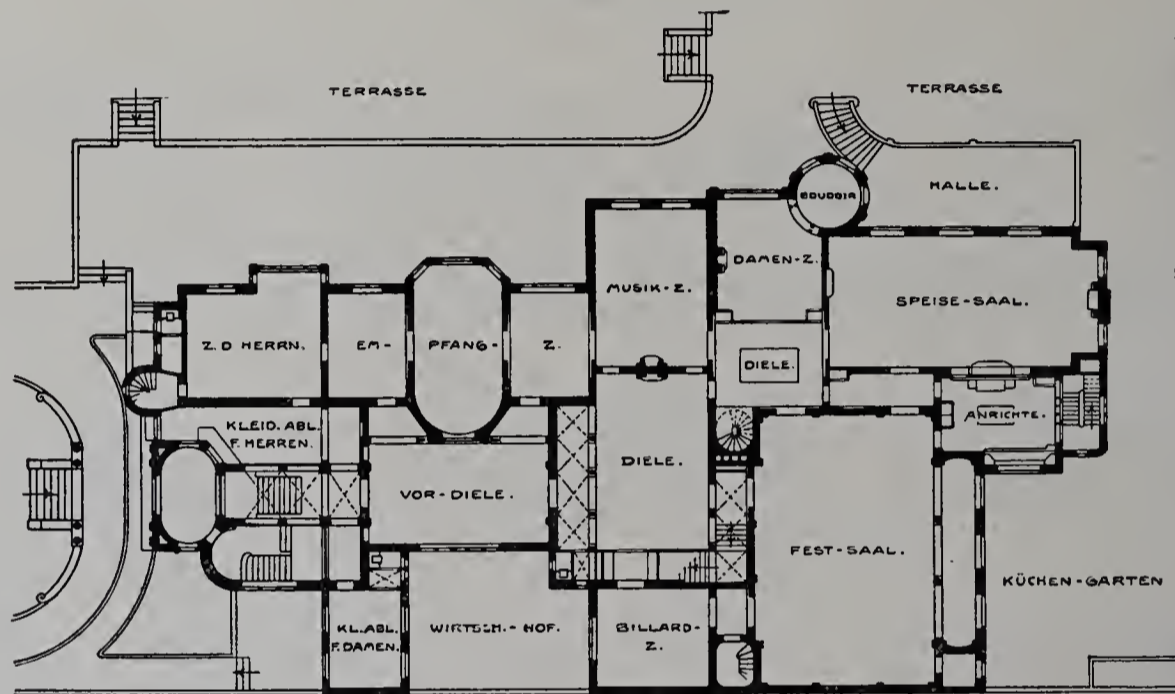 TERRASSE
TERRASSE
BOUDOIR
HALLE.
DAMEN-Z.
MUSIK-Z.
SPEISE-SAAL.
Z. D HERRN.
EM-
PFANG-
Z.
DIELE.
ANRICHTE.
KLEID. ABL.
F. HERREN.
DIELE.
VOR-DIELE.
FEST-SAAL.
KÜCHEN-GARTEN
KL. ABL.
F. DAMEN.
WIRTSCH.-HOF.
BILLARD-
Z.